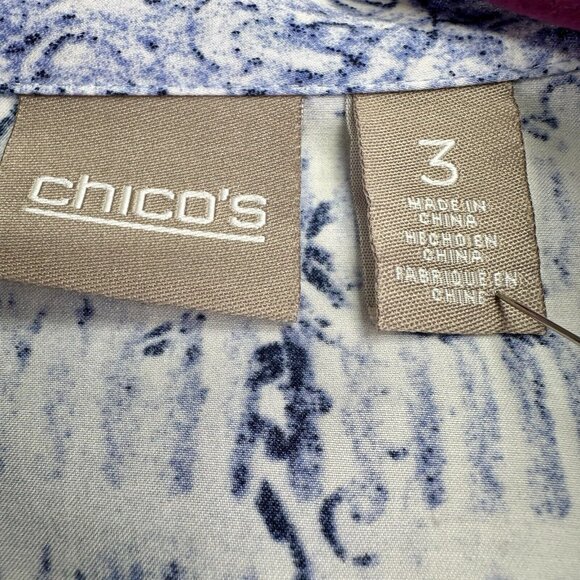 chico's
3
MADE IN
CHINA
HECHO EN
CHINA
FABRIQUE EN
CHINE